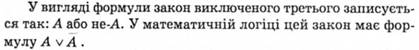 У вигляді формули закон виключеного третього записуєть-
ся так: А або не-А. У математичній логіці цей закон має фор-
мулу A ∨ A̅ .